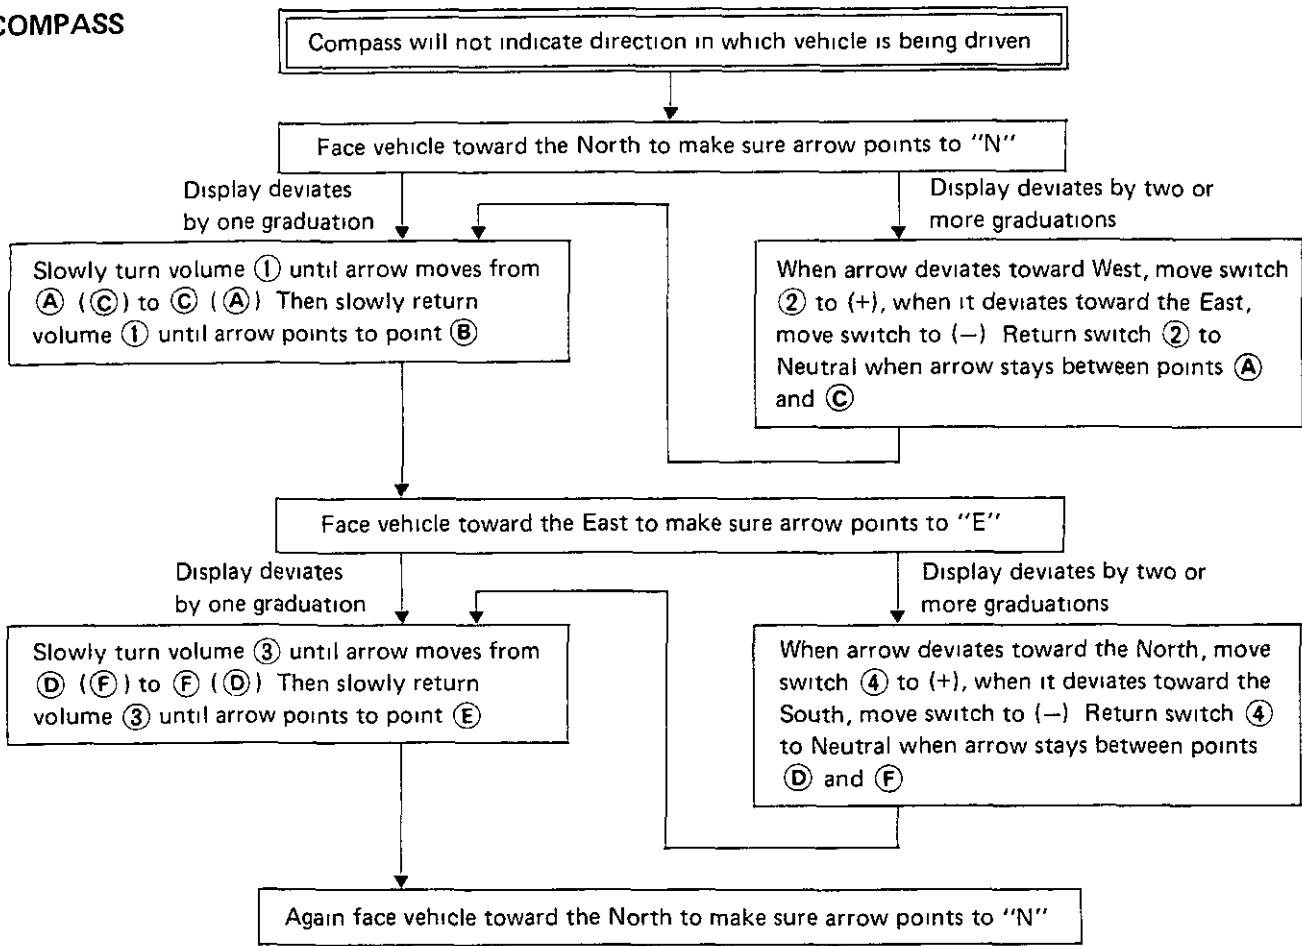 COMPASS
Compass will not indicate direction in which vehicle is being driven
Face vehicle toward the North to make sure arrow points to "N"
Display deviates
by one graduation
Display deviates by two or
more graduations
Slowly turn volume ① until arrow moves from
Ⓐ (Ⓒ) to Ⓒ (Ⓐ) Then slowly return
volume ① until arrow points to point Ⓑ
When arrow deviates toward West, move switch
② to (+), when it deviates toward the East,
move switch to (−) Return switch ② to
Neutral when arrow stays between points Ⓐ
and Ⓒ
Face vehicle toward the East to make sure arrow points to "E"
Display deviates
by one graduation
Display deviates by two or
more graduations
Slowly turn volume ③ until arrow moves from
Ⓓ (Ⓕ) to Ⓕ (Ⓓ) Then slowly return
volume ③ until arrow points to point Ⓔ
When arrow deviates toward the North, move
switch ④ to (+), when it deviates toward the
South, move switch to (−) Return switch ④
to Neutral when arrow stays between points
Ⓓ and Ⓕ
Again face vehicle toward the North to make sure arrow points to "N"